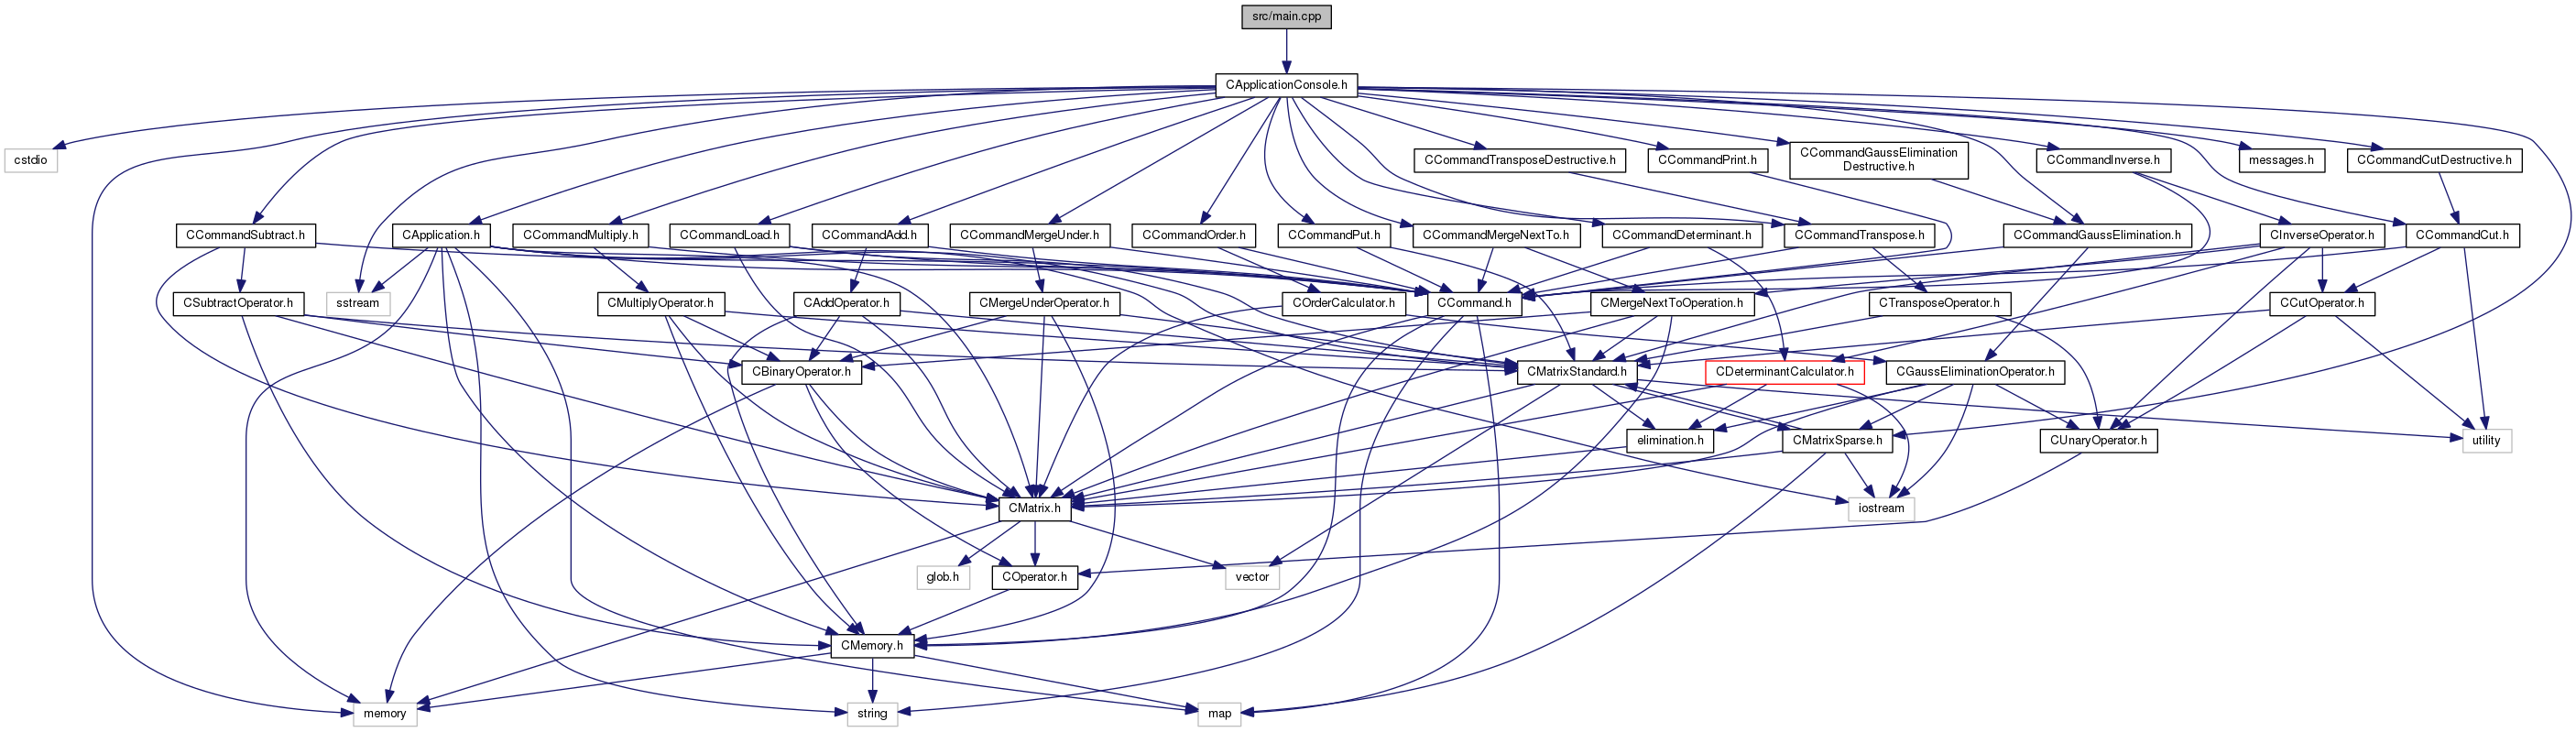 src/main.cpp
CApplicationConsole.h
cstdio
CCommandTransposeDestructive.h
CCommandPrint.h
CCommandGaussElimination
Destructive.h
CCommandInverse.h
messages.h
CCommandCutDestructive.h
CCommandSubtract.h
CApplication.h
CCommandMultiply.h
CCommandLoad.h
CCommandAdd.h
CCommandMergeUnder.h
CCommandOrder.h
CCommandPut.h
CCommandMergeNextTo.h
CCommandDeterminant.h
CCommandTranspose.h
CCommandGaussElimination.h
CInverseOperator.h
CCommandCut.h
CSubtractOperator.h
sstream
CMultiplyOperator.h
CAddOperator.h
CMergeUnderOperator.h
COrderCalculator.h
CCommand.h
CMergeNextToOperation.h
CTransposeOperator.h
CCutOperator.h
CBinaryOperator.h
CMatrixStandard.h
CDeterminantCalculator.h
CGaussEliminationOperator.h
elimination.h
CMatrixSparse.h
CUnaryOperator.h
utility
CMatrix.h
iostream
glob.h
COperator.h
vector
CMemory.h
memory
string
map